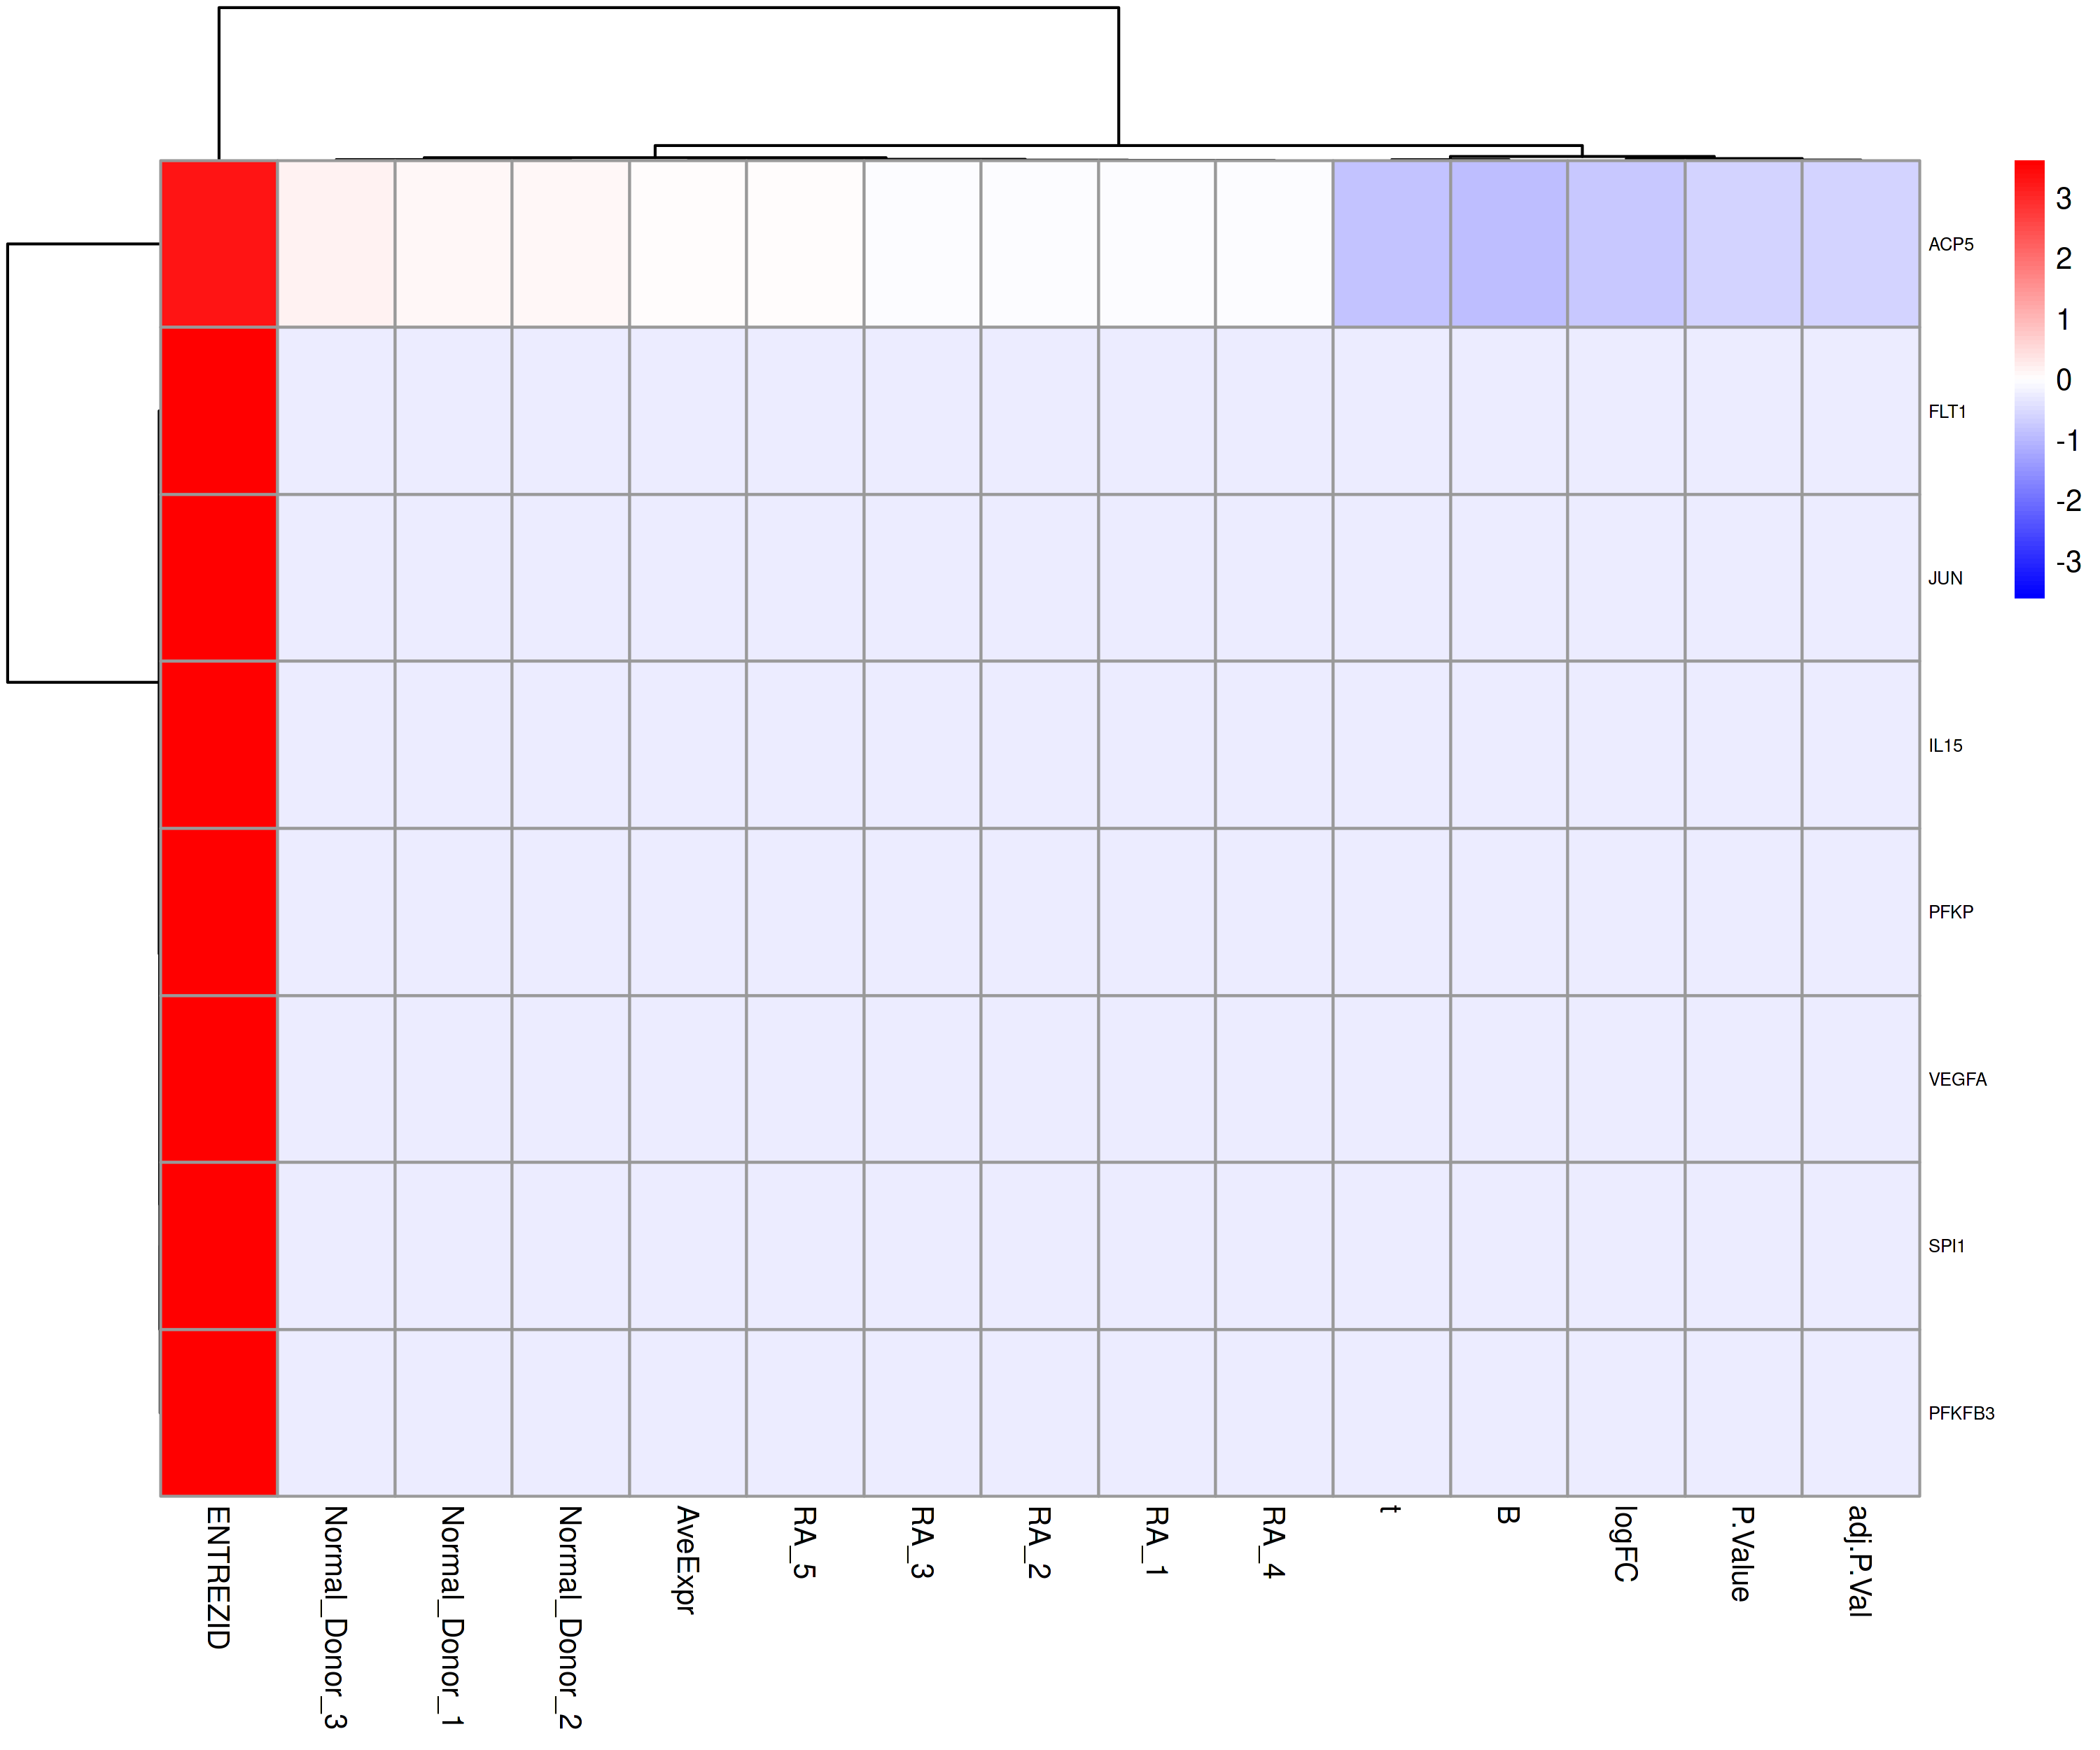 3
2
1
0
-1
-2
-3
ACP5
FLT1
JUN
IL15
PFKP
VEGFA
SPI1
PFKFB3
ENTREZID
Normal_Donor_3
Normal_Donor_1
Normal_Donor_2
AveExpr
RA_5
RA_3
RA_2
RA_1
RA_4
t
B
logFC
P.Value
adj.P.Val